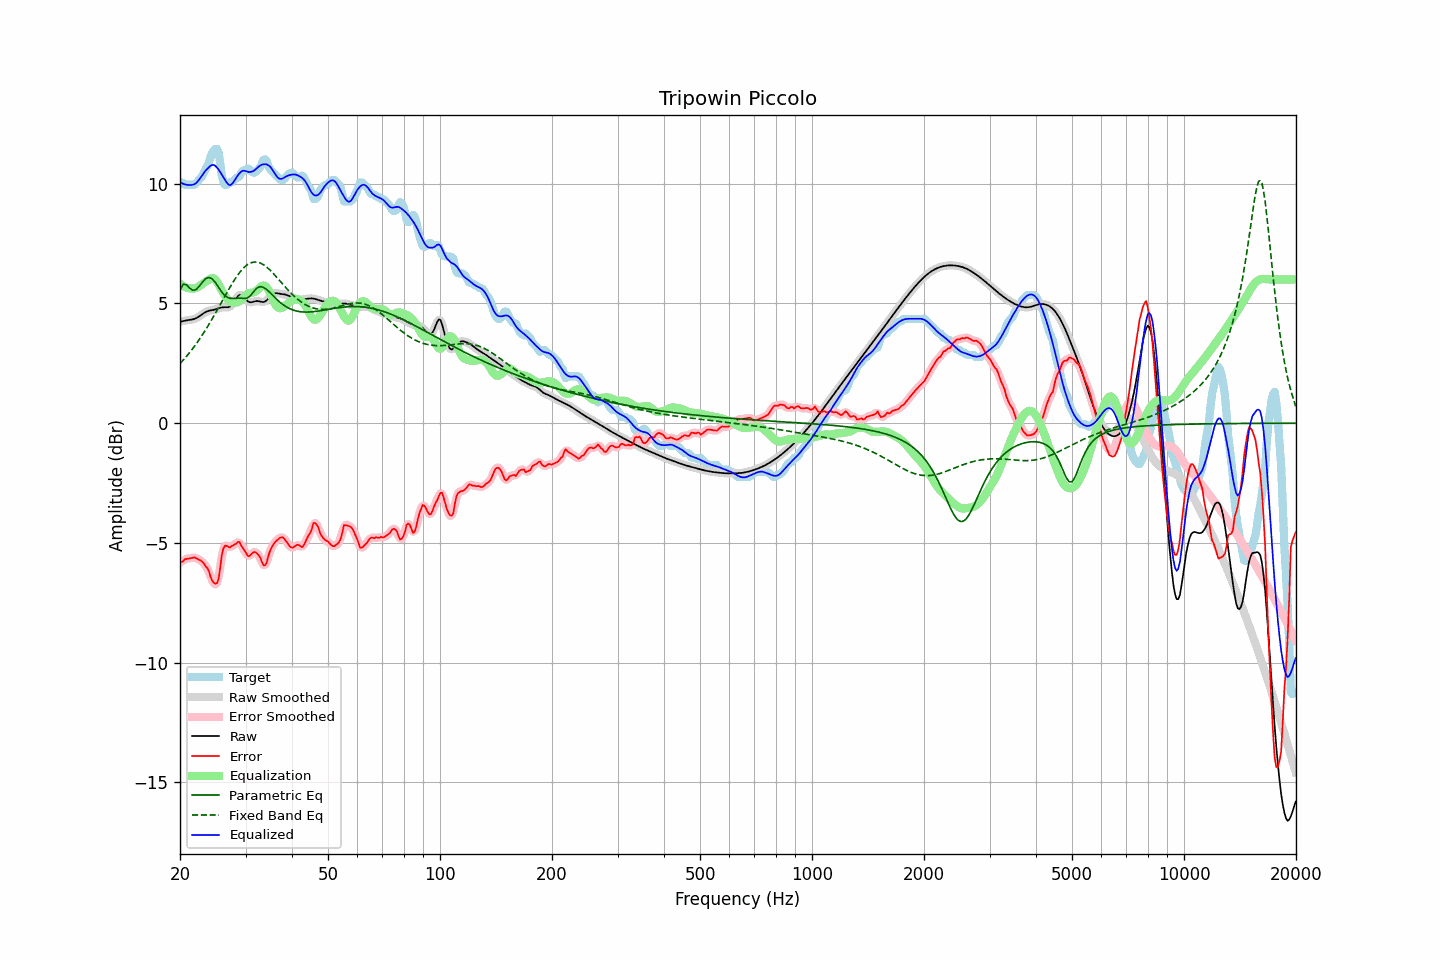 Tripowin Piccolo
Amplitude (dBr)
10
5
0
−5
−10
−15
Target
Raw Smoothed
Error Smoothed
Raw
Error
Equalization
Parametric Eq
Fixed Band Eq
Equalized
20 50 100 200 500 1000 2000 5000 10000 20000
Frequency (Hz)